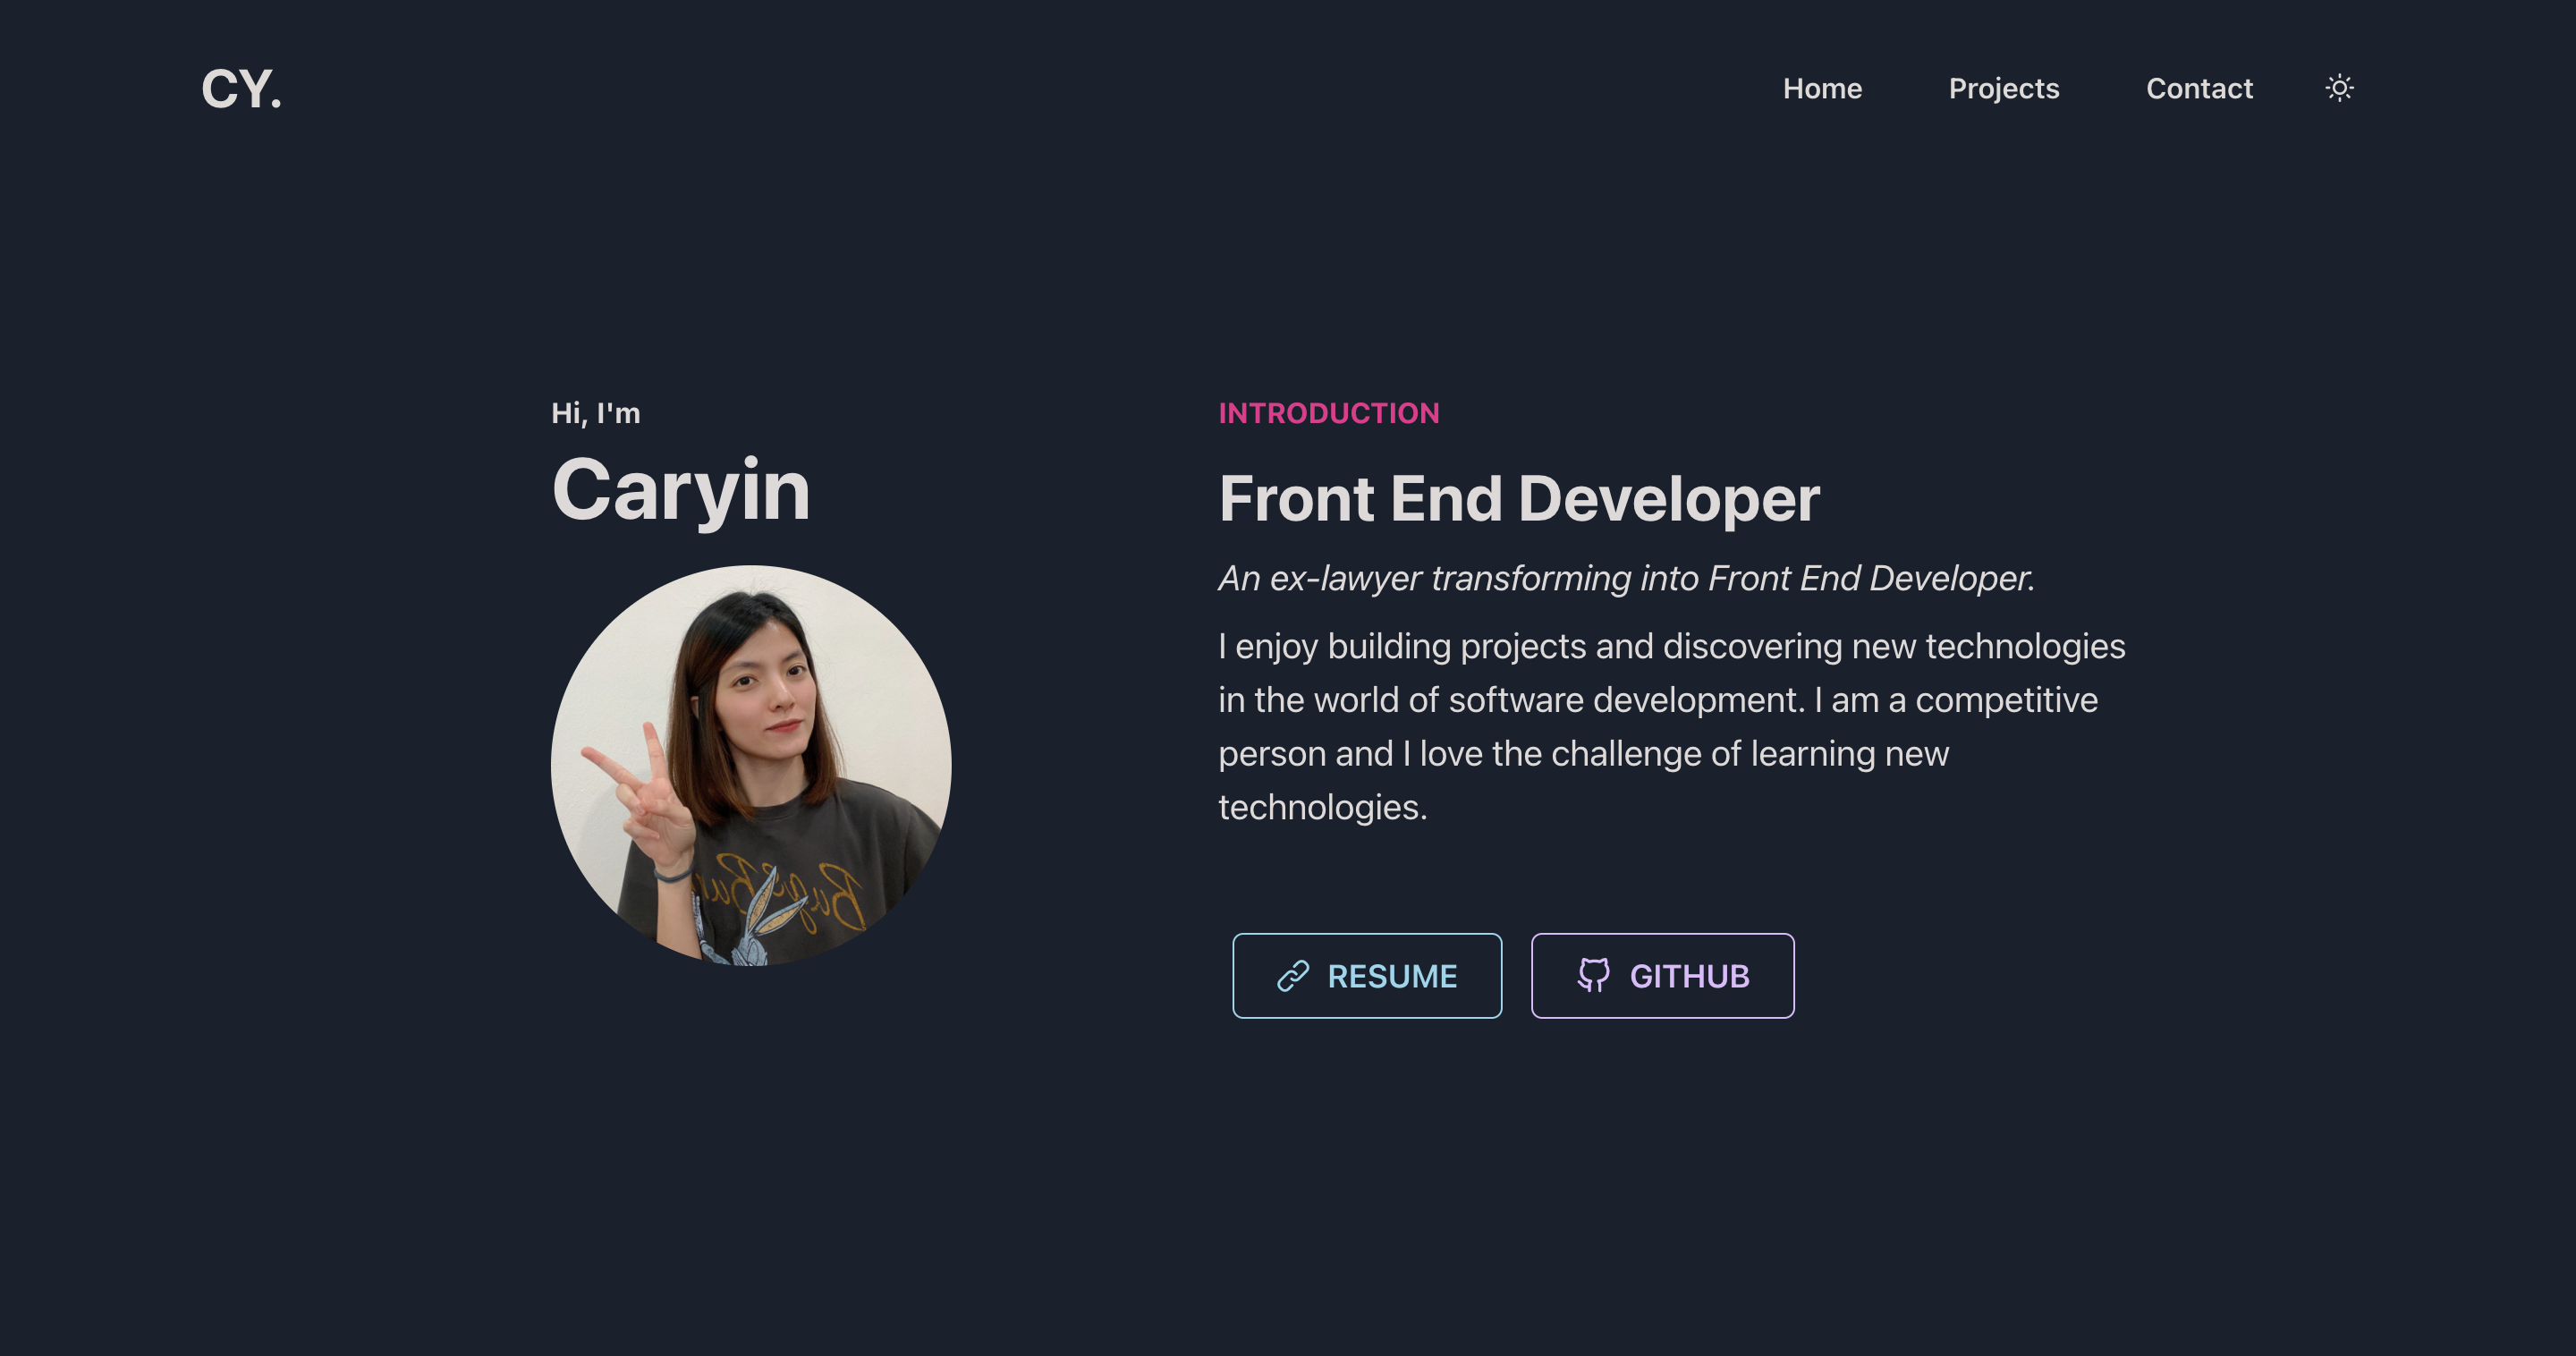 CY.
Home
Projects
Contact
Hi, I'm
Caryin
INTRODUCTION
Front End Developer
An ex-lawyer transforming into Front End Developer.
I enjoy building projects and discovering new technologies
in the world of software development. I am a competitive
person and I love the challenge of learning new
technologies.
Bugs Bun
RESUME
GITHUB